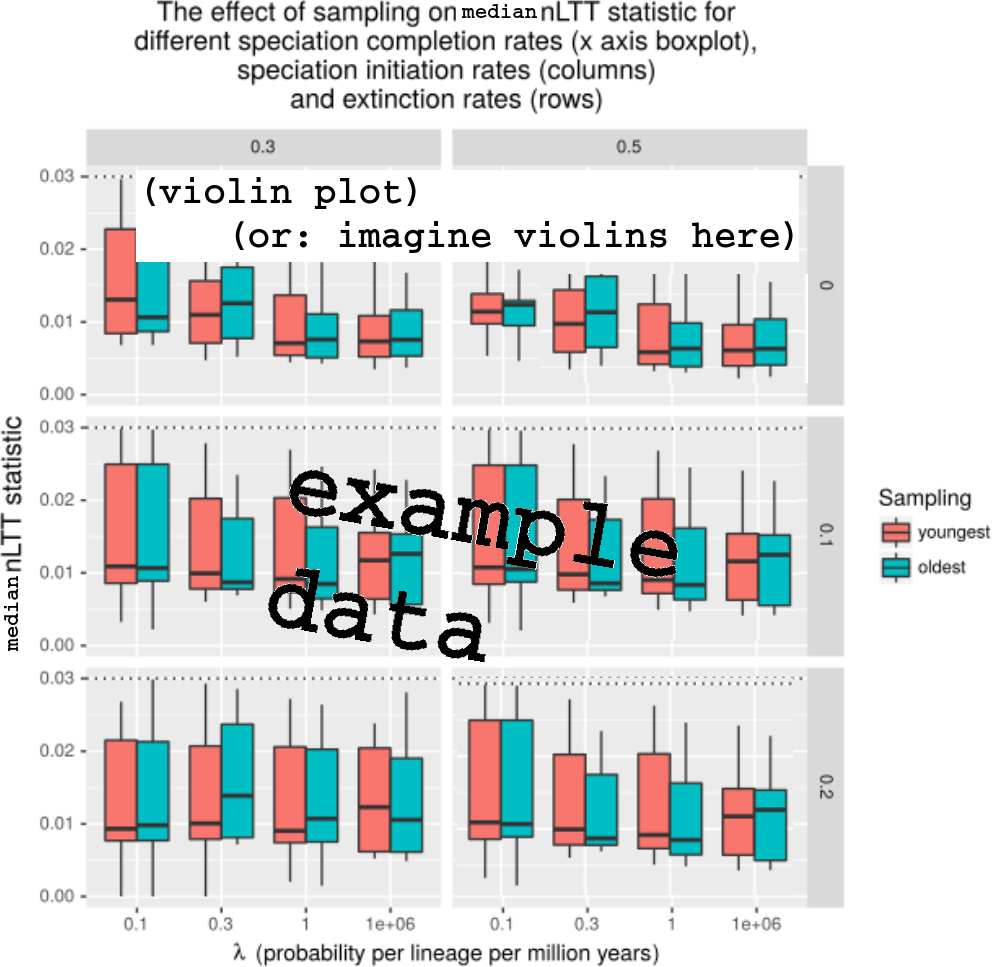 The effect of sampling on median nLTT statistic for
different speciation completion rates (x axis boxplot),
speciation initiation rates (columns)
and extinction rates (rows)
0.3
0.5
(violin plot)
(or: imagine violins here)
0.03
0.02
0.01
0.00
0
median nLTT statistic
0.03
0.02
0.01
0.00
0.1
example
data
Sampling
youngest
oldest
0.03
0.02
0.01
0.00
0.2
0.1
0.3
1
1e+06
0.1
0.3
1
1e+06
λ (probability per lineage per million years)